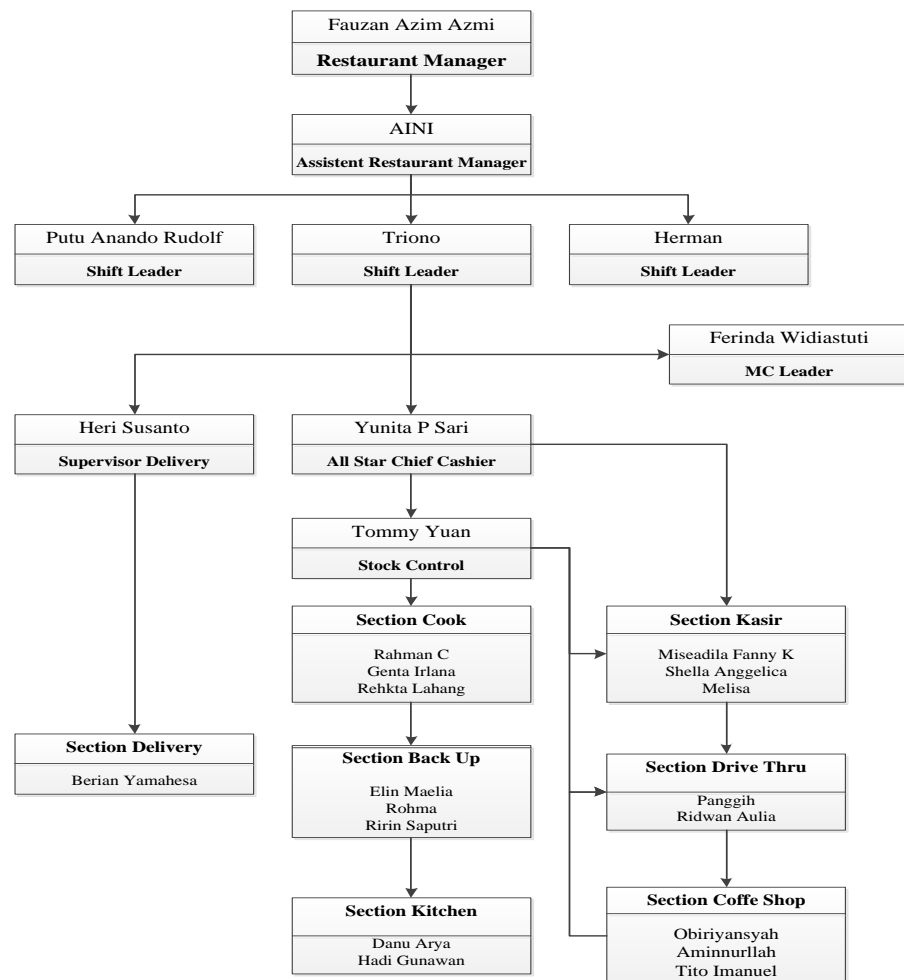 Fauzan Azim Azmi
Restaurant Manager
AINI
Assistent Restaurant Manager
Putu Anando Rudolf
Shift Leader
Triono
Shift Leader
Herman
Shift Leader
Ferinda Widiastuti
MC Leader
Heri Susanto
Supervisor Delivery
Yunita P Sari
All Star Chief Cashier
Tommy Yuan
Stock Control
Section Cook
Rahman C
Genta Irlana
Rehkta Lahang
Section Kasir
Miseadila Fanny K
Shella Anggelica
Melisa
Section Delivery
Berian Yamahesa
Section Back Up
Elin Maelia
Rohma
Ririn Saputri
Section Drive Thru
Panggih
Ridwan Aulia
Section Kitchen
Danu Arya
Hadi Gunawan
Section Coffe Shop
Obiriyansyah
Aminnurllah
Tito Imanuel